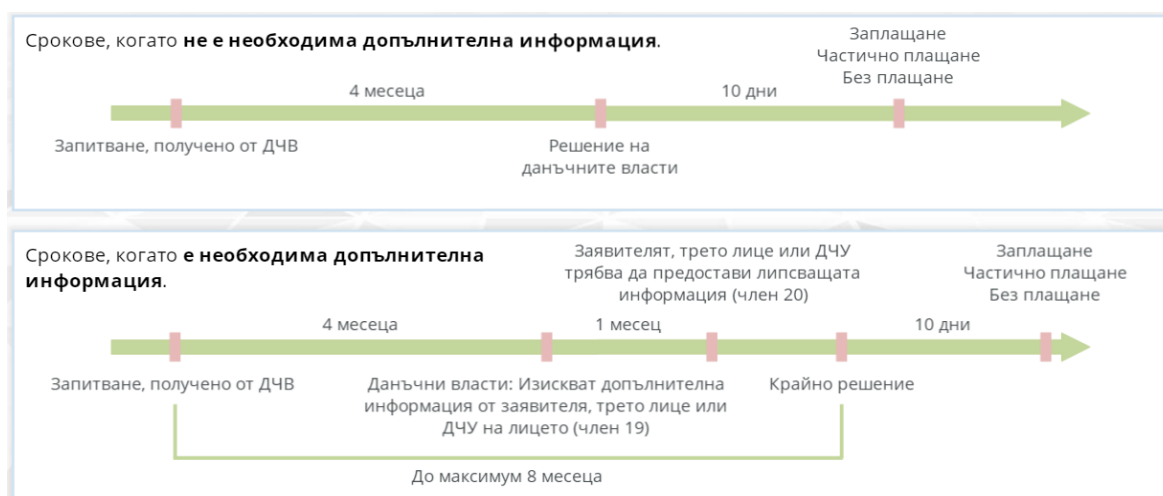 Срокове, когато не е необходима допълнителна информация.
Заплащане
Частично плащане
Без плащане
4 месеца
10 дни
Запитване, получено от ДЧВ
Решение на
данъчните власти
Срокове, когато е необходима допълнителна
информация.
Заявителят, трето лице или ДЧУ
трябва да предостави липсващата
информация (член 20)
Заплащане
Частично плащане
Без плащане
4 месеца
1 месец
10 дни
Запитване, получено от ДЧВ
Данъчни власти: Изискват допълнителна
информация от заявителя, трето лице или
ДЧУ на лицето (член 19)
Крайно решение
До максимум 8 месеца